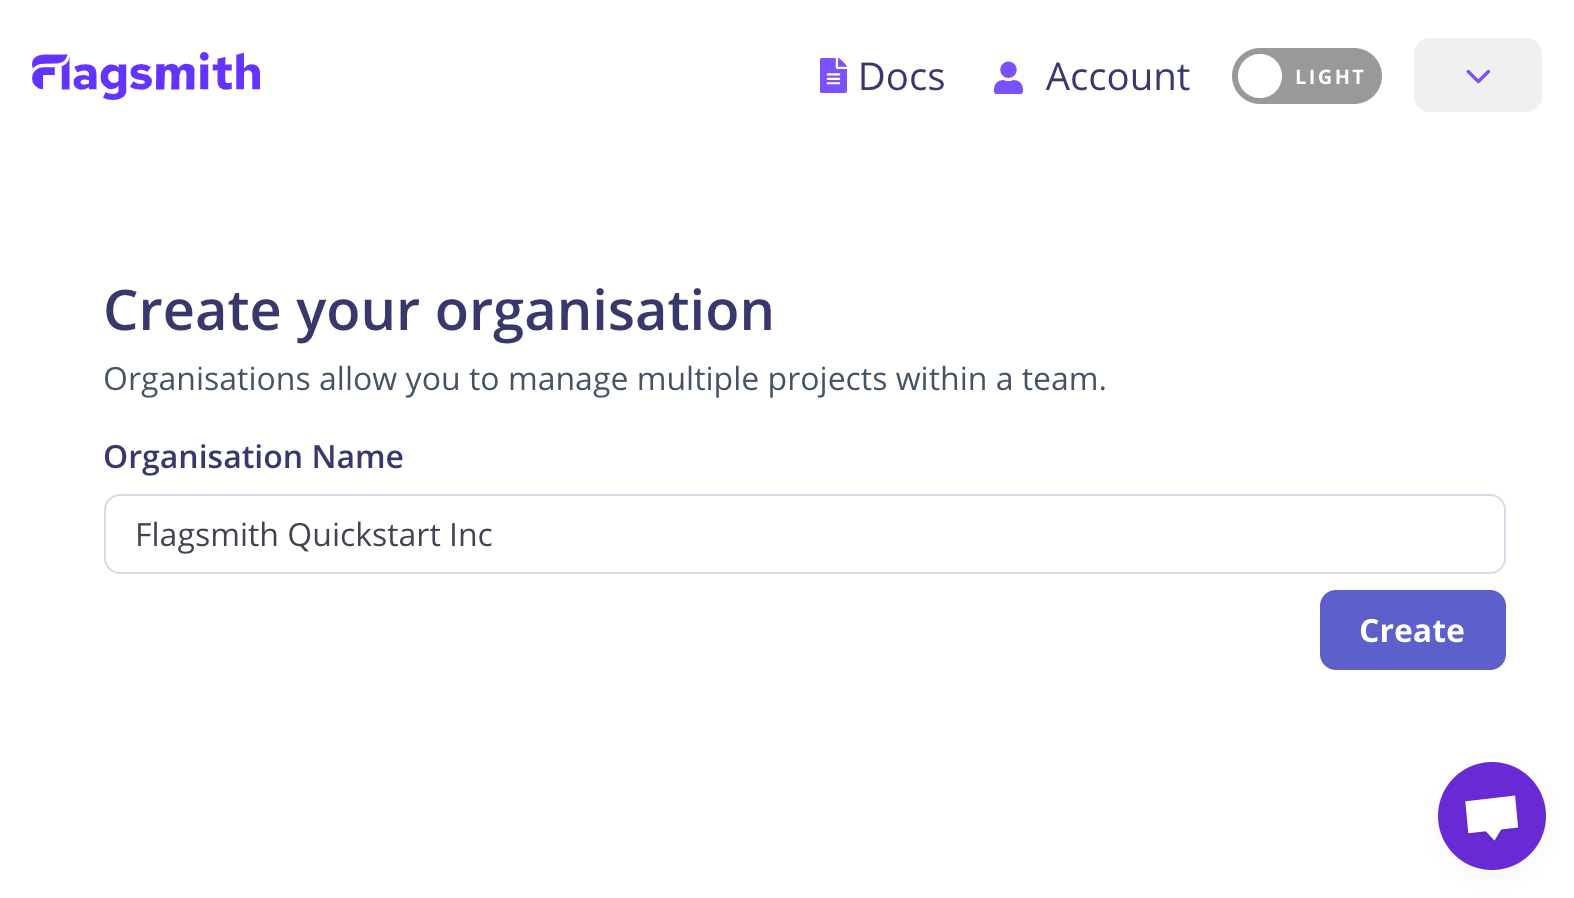 Flagsmith
Docs
Account
LIGHT
Create your organisation
Organisations allow you to manage multiple projects within a team.
Organisation Name
Flagsmith Quickstart Inc
Create